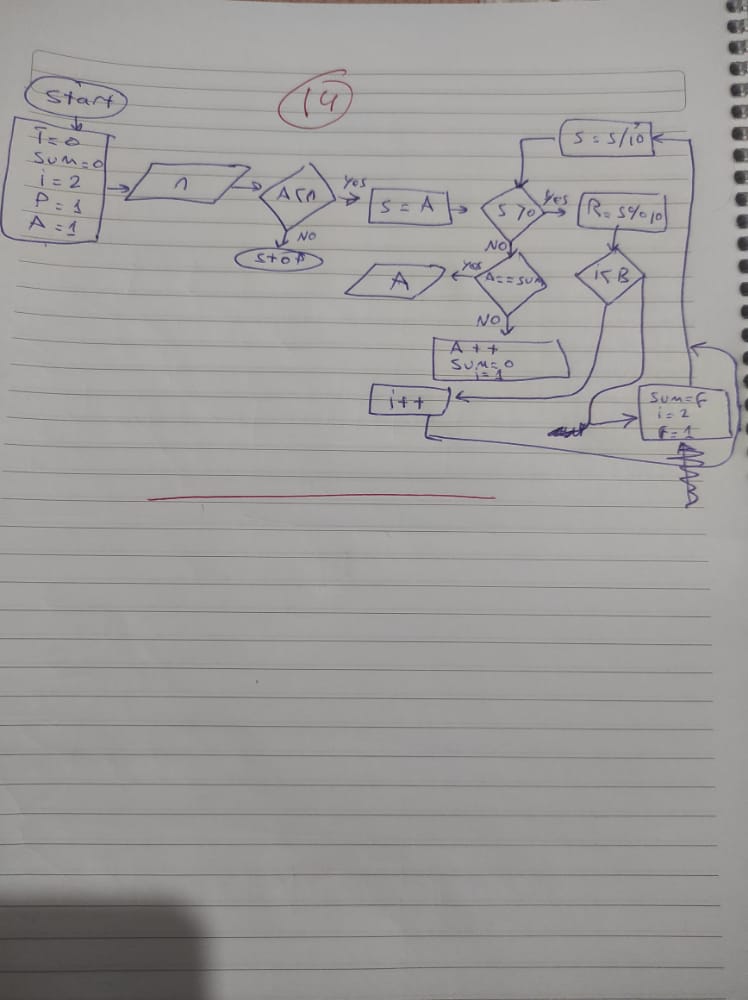 14
Start
T=0
Sum=0
i=2
P=1
A=1
n
A<n
Yes
NO
Stop
S=A
S>0
Yes
NO
R=S%10
S=S/10
A==sum
Yes
A
NO
A++
Sum=0
i=1
i++
Sum=F
i=2
F=1